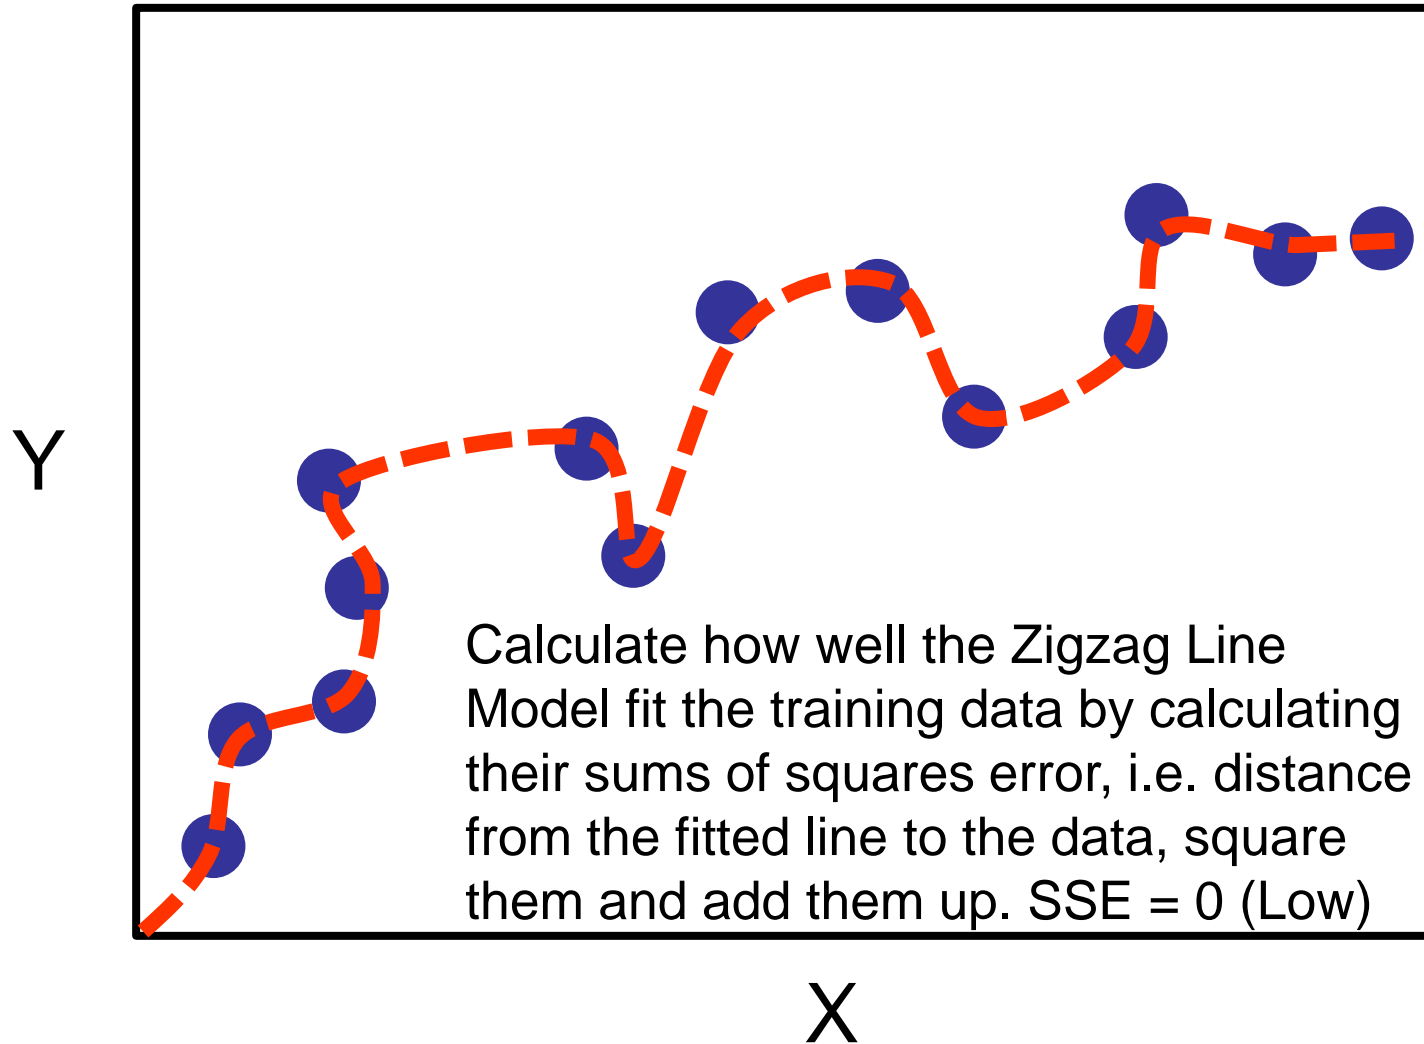 Y
Calculate how well the Zigzag Line
Model fit the training data by calculating
their sums of squares error, i.e. distance
from the fitted line to the data, square
them and add them up. SSE = 0 (Low)
X